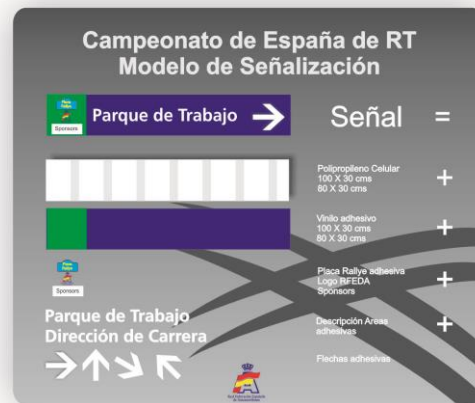 Campeonato de España de RT
Modelo de Señalización
Sponsors
Parque de Trabajo
Señal =
Polipropileno Celular
100 X 30 cms
80 X 30 cms
+
Vinilo adhesivo
100 X 30 cms
80 X 30 cms
+
Sponsors
Placa Rallye adhesiva
Logo RFEDA
Sponsors
+
Parque de Trabajo
Dirección de Carrera
Descripción Areas
adhesivas
+
Flechas adhesivas